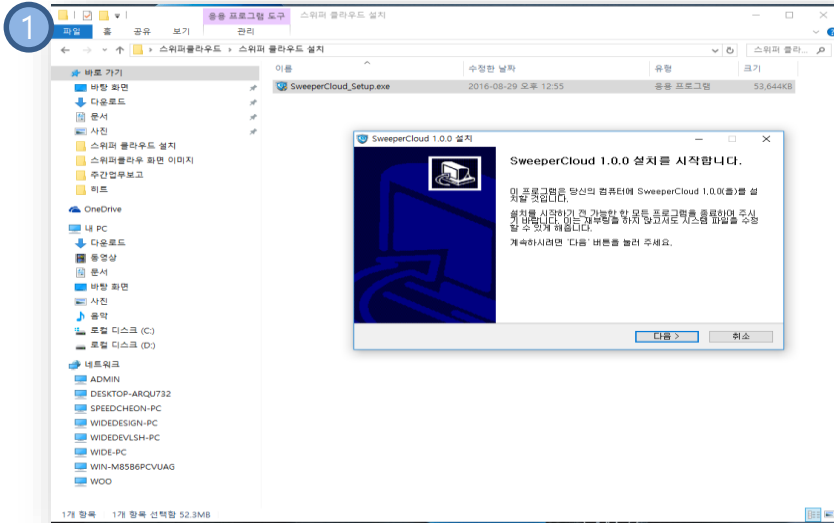 1
응용 프로그램 도구
스위퍼 클라우드 설치
파일
홈
공유
보기
관리
스위퍼클라우드 › 스위퍼 클라우드 설치
스위퍼 클라...
이름
수정한 날짜
유형
크기
SweeperCloud_Setup.exe
2016-08-29 오후 12:55
응용 프로그램
53,644KB
바로 가기
바탕 화면
다운로드
문서
사진
스위퍼 클라우드 설치
스위퍼클라우 화면 이미지
주간업무보고
히트
OneDrive
내 PC
다운로드
동영상
문서
바탕 화면
사진
음악
로컬 디스크 (C:)
로컬 디스크 (D:)
네트워크
ADMIN
DESKTOP-ARQU732
SPEEDCHEON-PC
WIDEDESIGN-PC
WIDEDEVLSH-PC
WIDE-PC
WIN-M8586PCVUAG
WOO
SweeperCloud 1.0.0 설치
SweeperCloud 1.0.0 설치를 시작합니다.
이 프로그램은 당신의 컴퓨터에 SweeperCloud 1.0.0(을)를 설
치할 것입니다.
설치를 시작하기 전 가능한 한 모든 프로그램을 종료하여 주시
기 바랍니다. 이는 재부팅을 하지 않고서도 시스템 파일을 수정
할 수 있게 해줍니다.
계속하시려면 '다음' 버튼을 눌러 주세요.
다음 >
취소
1개 항목
1개 항목 선택함 52.3MB